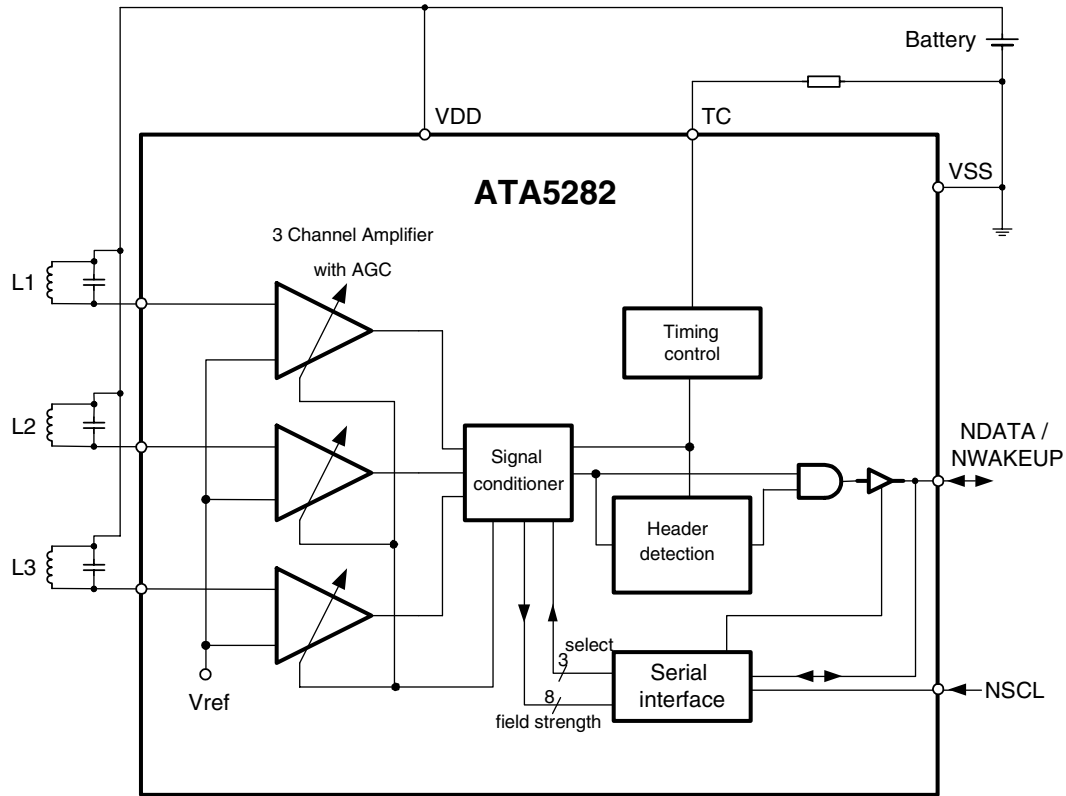 Battery
VDD
TC
VSS
ATA5282
3 Channel Amplifier
with AGC
L1
Timing
control
L2
Signal
conditioner
NDATA /
NWAKEUP
Header
detection
L3
select
3
Serial
interface
8
field strength
Vref
NSCL